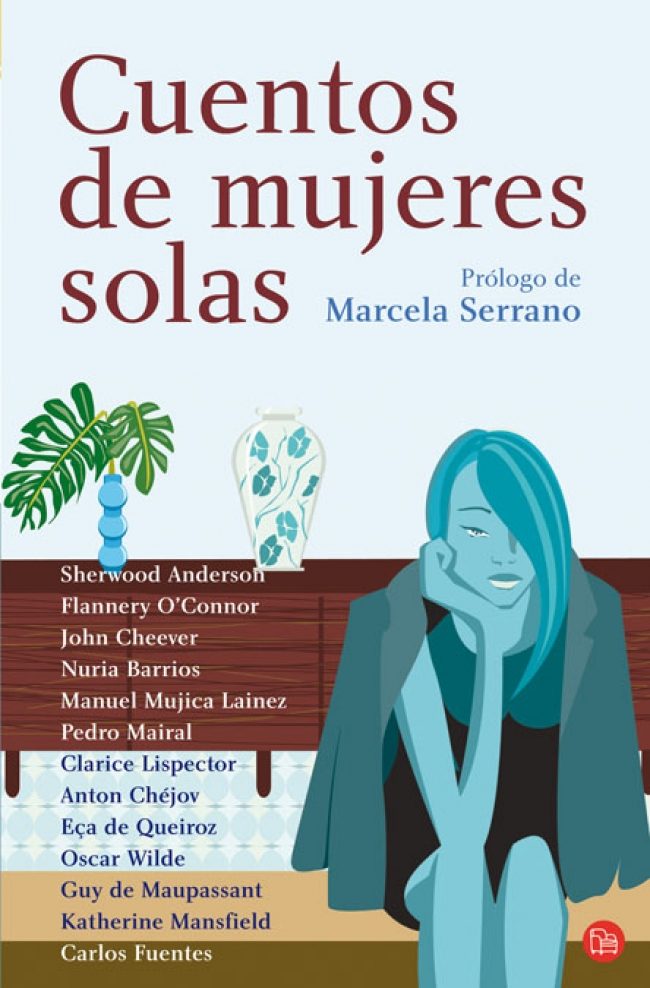 Cuentos
de mujeres
solas
Prólogo de
Marcela Serrano
Sherwood Anderson
Flannery O’Connor
John Cheever
Nuria Barrios
Manuel Mujica Lainez
Pedro Mairal
Clarice Lispector
Anton Chéjov
Eça de Queiroz
Oscar Wilde
Guy de Maupassant
Katherine Mansfield
Carlos Fuentes